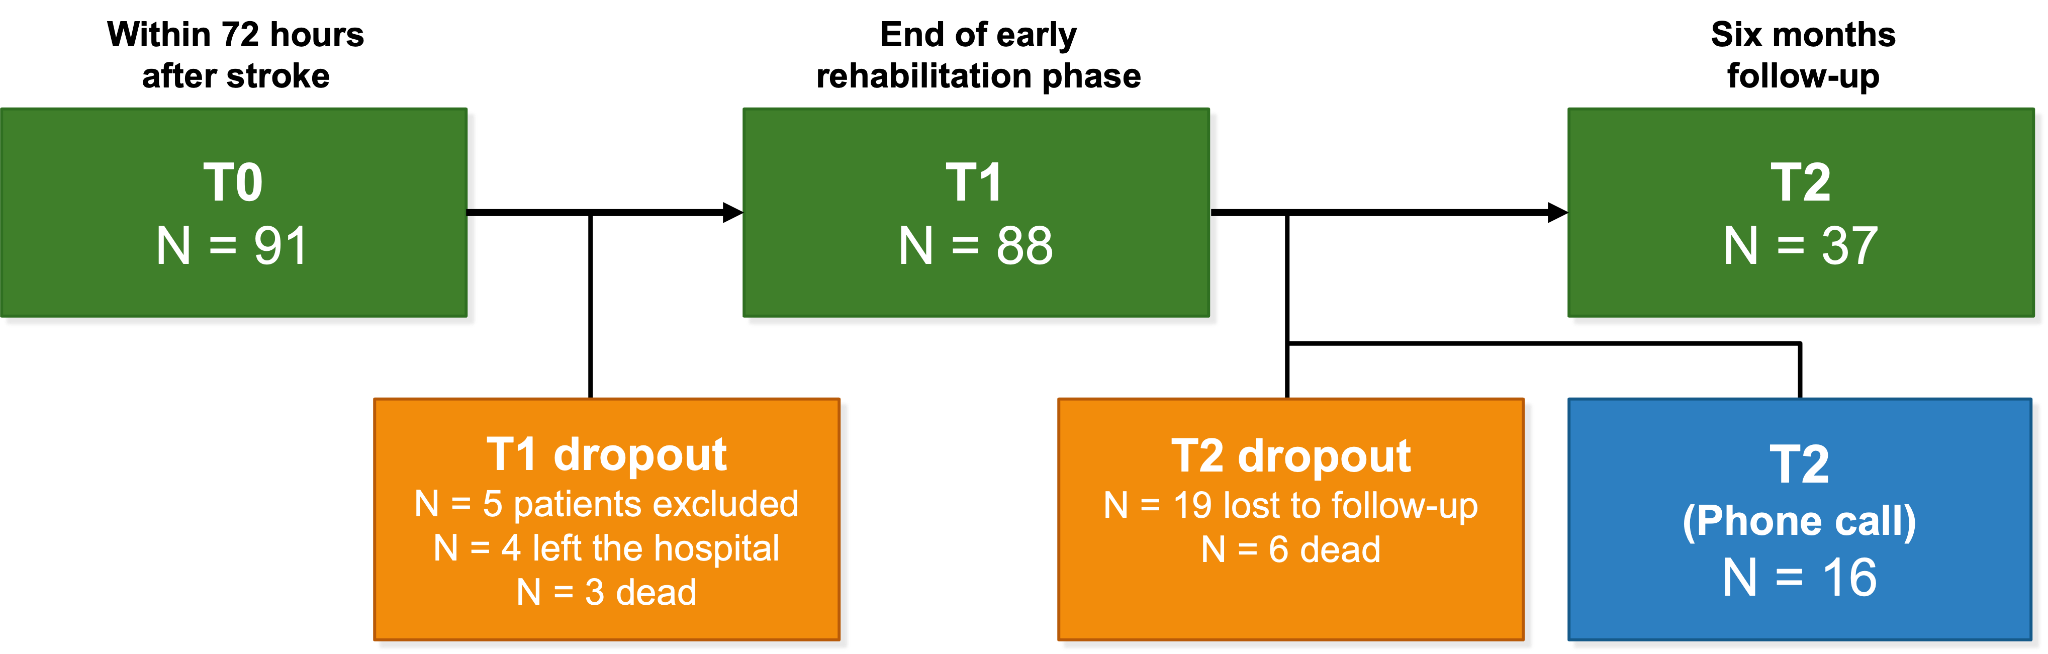 Within 72 hours
after stroke
T0
N = 91
End of early
rehabilitation phase
T1
N = 88
Six months
follow-up
T2
N = 37
T1 dropout
N = 5 patients excluded
N = 4 left the hospital
N = 3 dead
T2 dropout
N = 19 lost to follow-up
N = 6 dead
T2
(Phone call)
N = 16